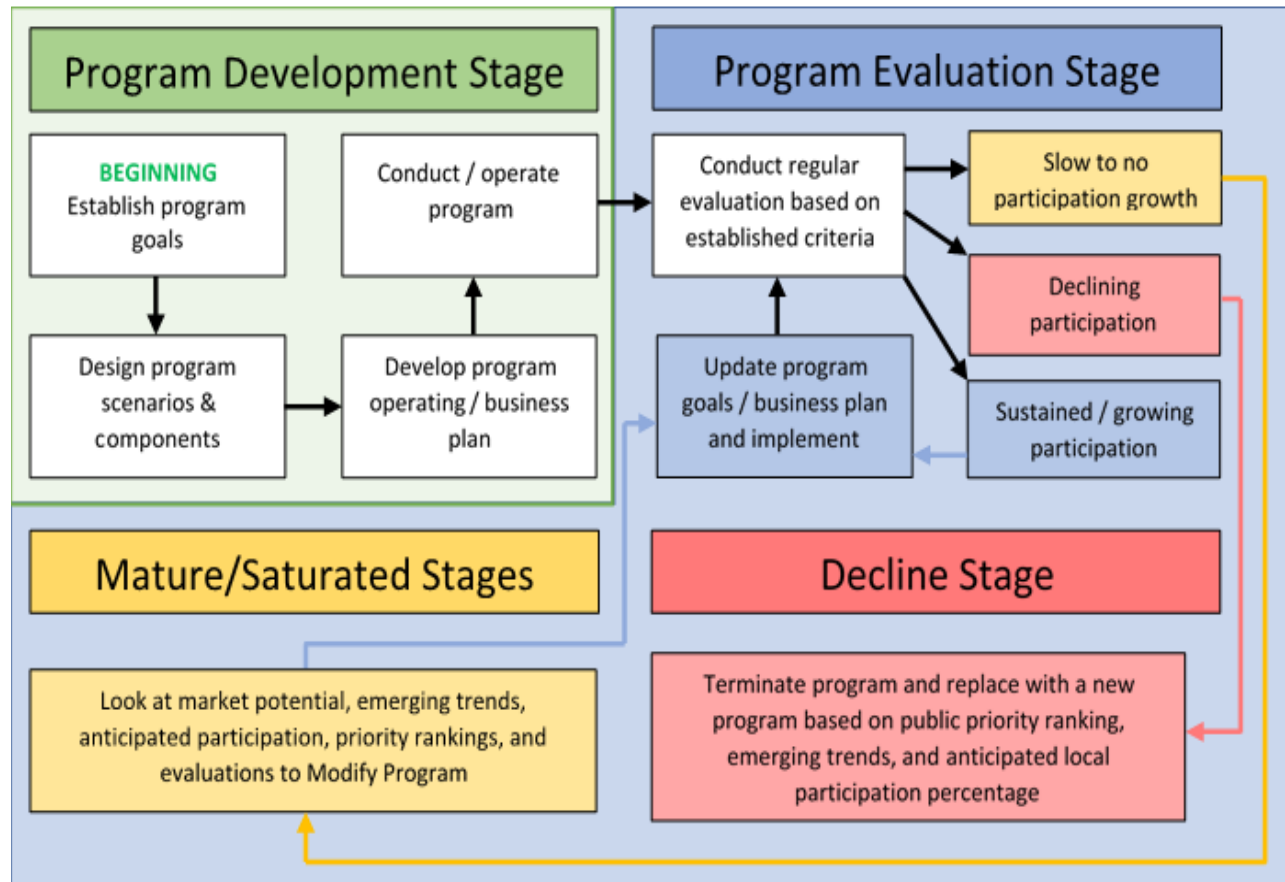 Program Development Stage
BEGINNING
Establish program
goals
Design program
scenarios &
components
Develop program
operating / business
plan
Conduct / operate
program
Program Evaluation Stage
Conduct regular
evaluation based on
established criteria
Slow to no
participation growth
Declining
participation
Sustained / growing
participation
Update program
goals / business plan
and implement
Mature/Saturated Stages
Look at market potential, emerging trends,
anticipated participation, priority rankings, and
evaluations to Modify Program
Decline Stage
Terminate program and replace with a new
program based on public priority ranking,
emerging trends, and anticipated local
participation percentage